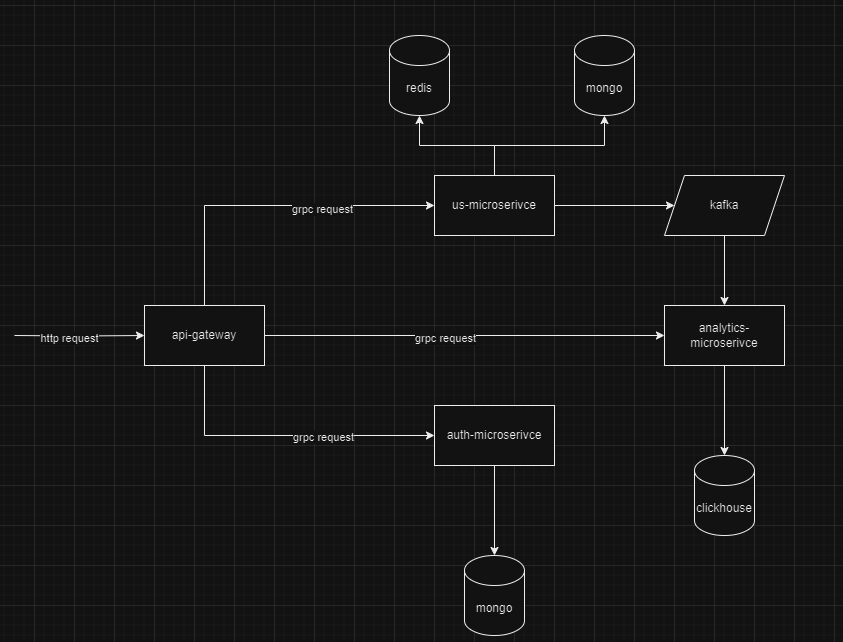 redis
mongo
grpc request
us-microserivce
kafka
http request
api-gateway
grpc request
analytics-
microserivce
grpc request
auth-microserivce
clickhouse
mongo